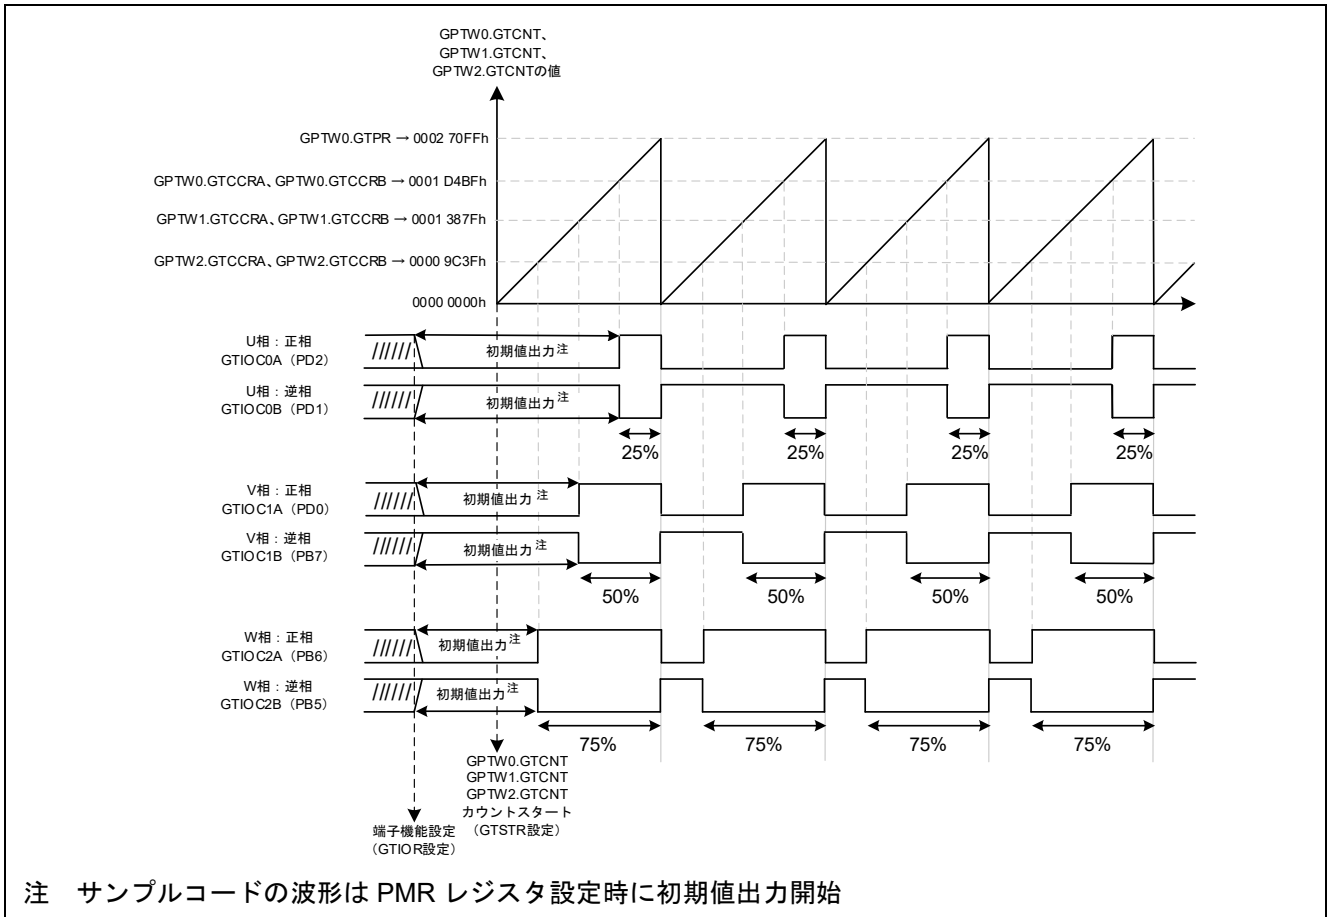 GPTW0.GTCNT、
GPTW1.GTCNT、
GPTW2.GTCNTの値
GPTW0.GTPR → 0002 70FFh
GPTW0.GTCCRA、GPTW0.GTCCRB → 0001 D4BFh
GPTW1.GTCCRA、GPTW1.GTCCRB → 0001 387Fh
GPTW2.GTCCRA、GPTW2.GTCCRB → 0000 9C3Fh
0000 0000h
U相：正相
GTIOC0A（PD2）
初期値出力注
U相：逆相
GTIOC0B（PD1）
初期値出力注
25% 25% 25% 25%
V相：正相
GTIOC1A（PD0）
初期値出力注
V相：逆相
GTIOC1B（PB7）
初期値出力注
50% 50% 50% 50%
W相：正相
GTIOC2A（PB6）
初期値出力注
W相：逆相
GTIOC2B（PB5）
初期値出力注
75% 75% 75% 75%
GPTW0.GTCNT
GPTW1.GTCNT
GPTW2.GTCNT
カウントスタート
（GTSTR設定）
端子機能設定
（GTIOR設定）
注　サンプルコードの波形は PMR レジスタ設定時に初期値出力開始